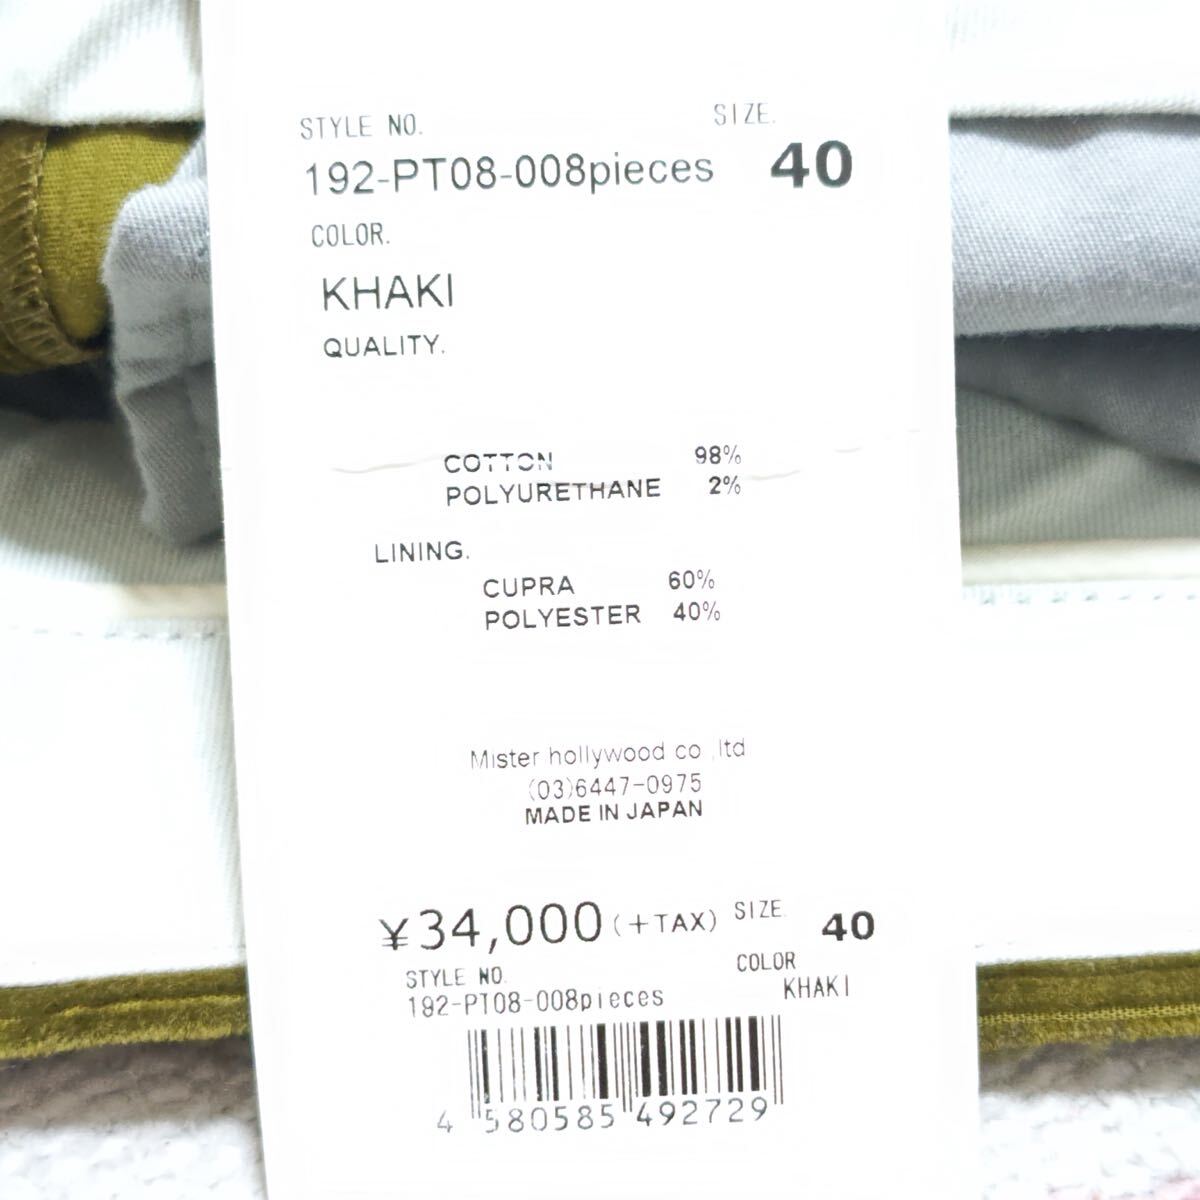 STYLE NO. SIZE.
192-PT08-008pieces 40
COLOR.
KHAKI
QUALITY.
COTTON 98%
POLYURETHANE 2%
LINING.
CUPRA 60%
POLYESTER 40%
Mister hollywood co ,ltd
(03)6447-0975
MADE IN JAPAN
¥34,000(+TAX) SIZE. 40
STYLE NO. COLOR
192-PT08-008pieces KHAKI
4 580585 492729